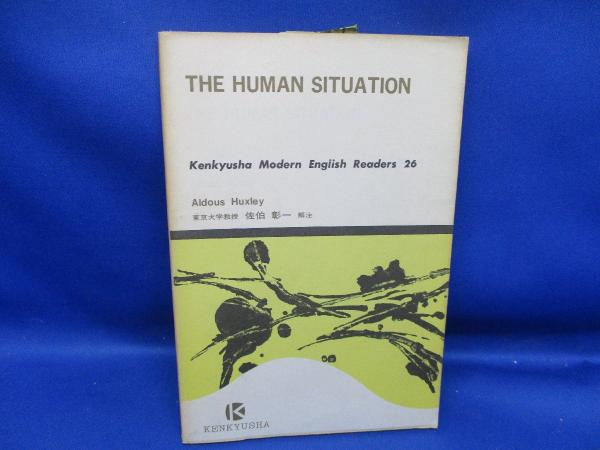 THE HUMAN SITUATION
Kenkyusha Modern English Readers 26
Aldous Huxley
東京大学教授 佐伯 彰一 解注
K
KENKYUSHA